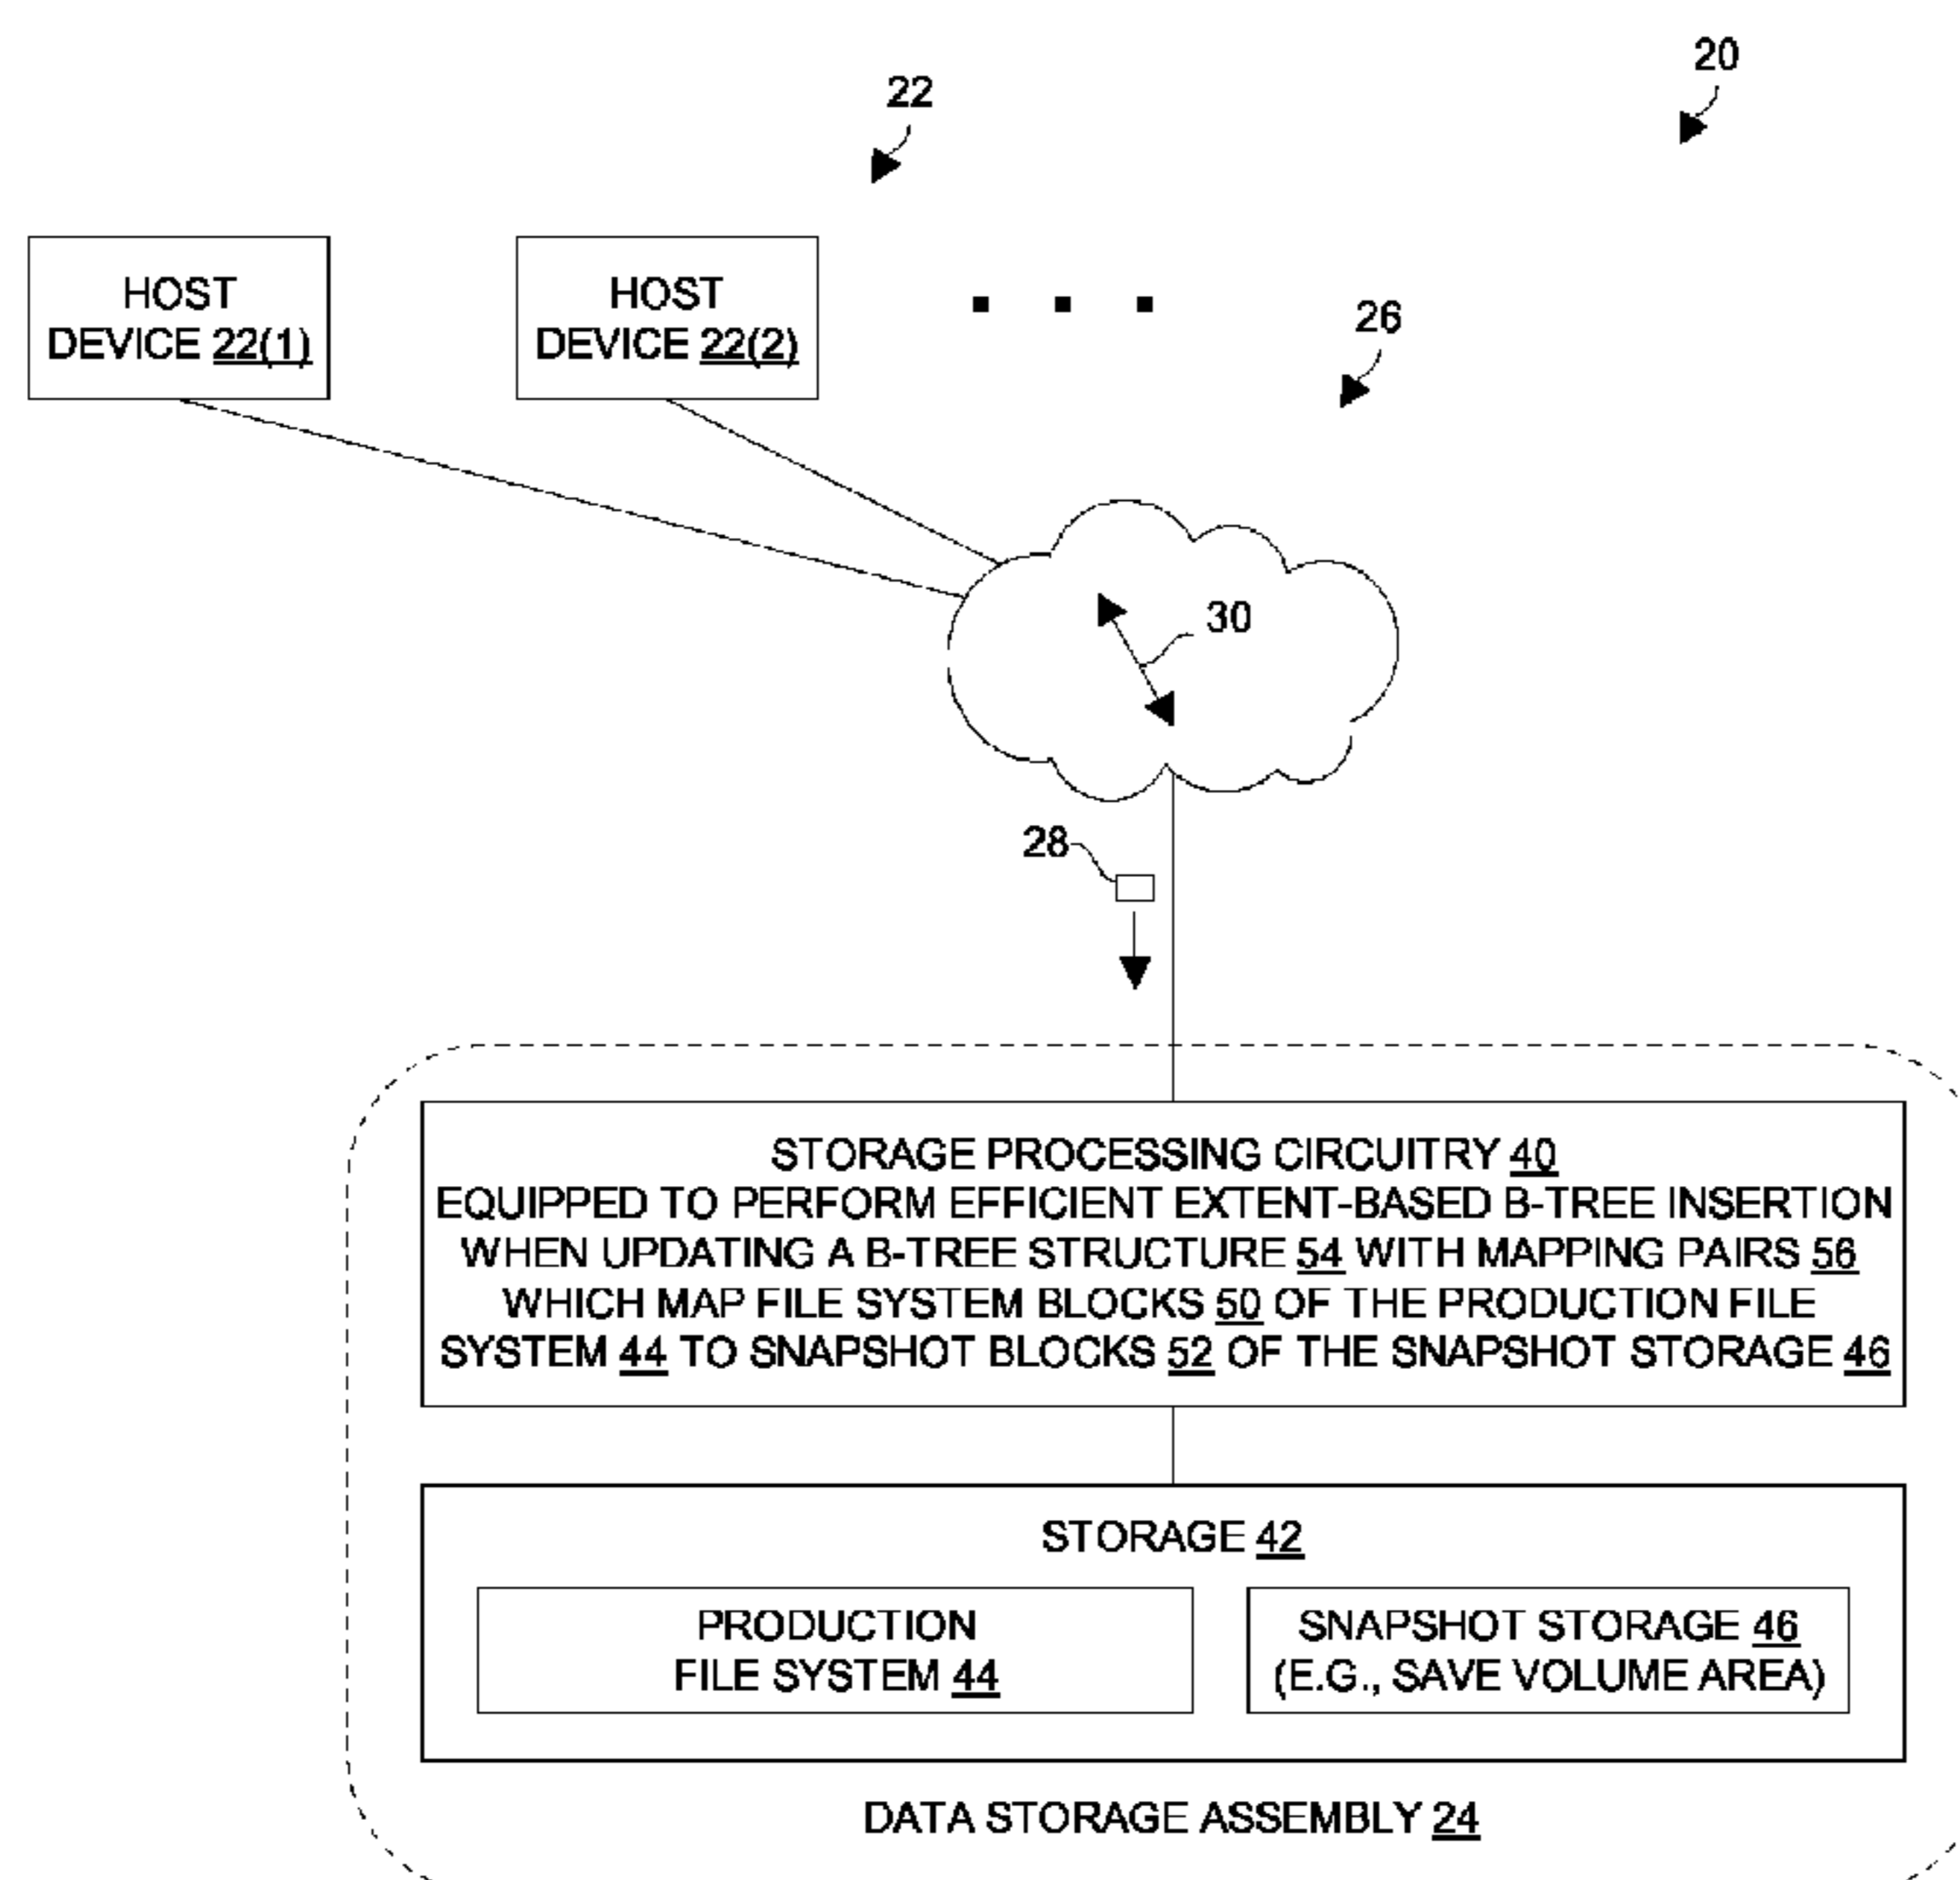 20
22
HOST
DEVICE 22(1)
HOST
DEVICE 22(2)
26
30
28
STORAGE PROCESSING CIRCUITRY 40
EQUIPPED TO PERFORM EFFICIENT EXTENT-BASED B-TREE INSERTION
WHEN UPDATING A B-TREE STRUCTURE 54 WITH MAPPING PAIRS 56
WHICH MAP FILE SYSTEM BLOCKS 50 OF THE PRODUCTION FILE
SYSTEM 44 TO SNAPSHOT BLOCKS 52 OF THE SNAPSHOT STORAGE 46
STORAGE 42
PRODUCTION
FILE SYSTEM 44
SNAPSHOT STORAGE 46
(E.G., SAVE VOLUME AREA)
DATA STORAGE ASSEMBLY 24